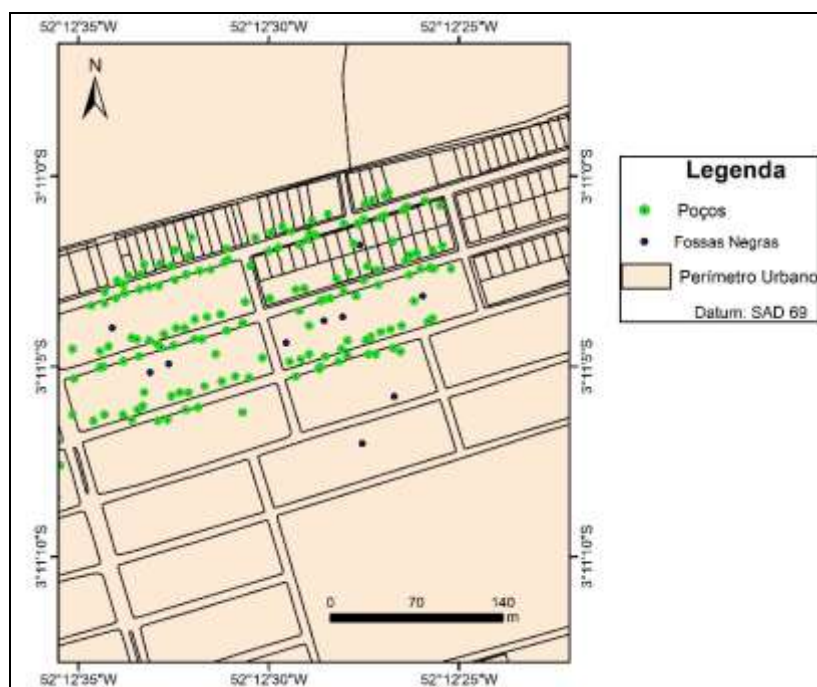 52°12'35"W 52°12'30"W 52°12'25"W
N
3°11'0"S 3°11'0"S
3°11'5"S 3°11'5"S
3°11'10"S 3°11'10"S
0 70 140
m
52°12'35"W 52°12'30"W 52°12'25"W
Legenda
Poços
Fossas Negras
Perímetro Urbano
Datum: SAD 69